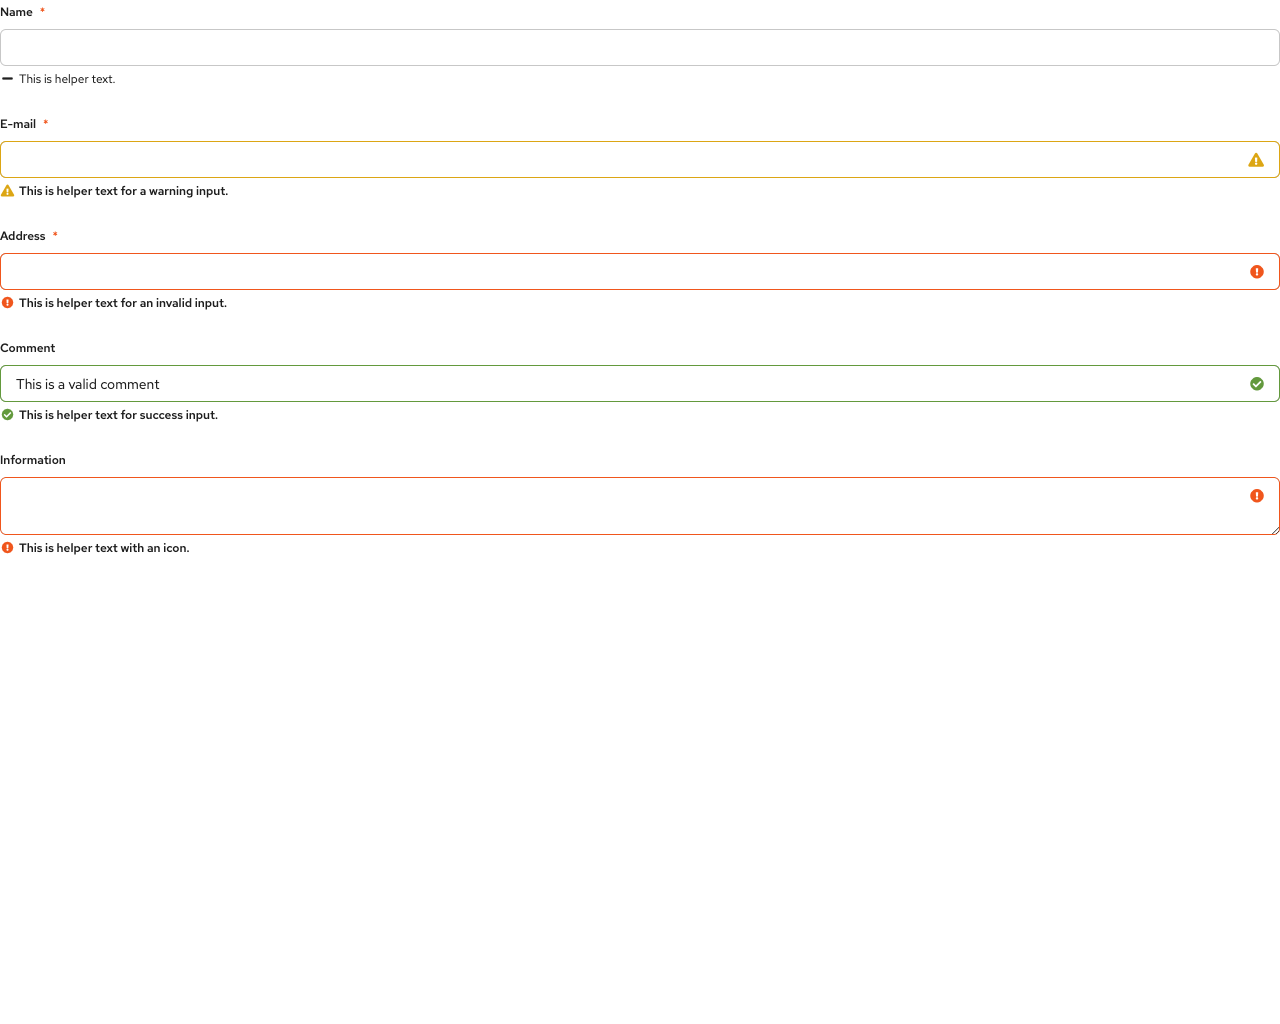 Name *
This is helper text.
E-mail *
This is helper text for a warning input.
Address *
This is helper text for an invalid input.
Comment
This is a valid comment
This is helper text for success input.
Information
This is helper text with an icon.